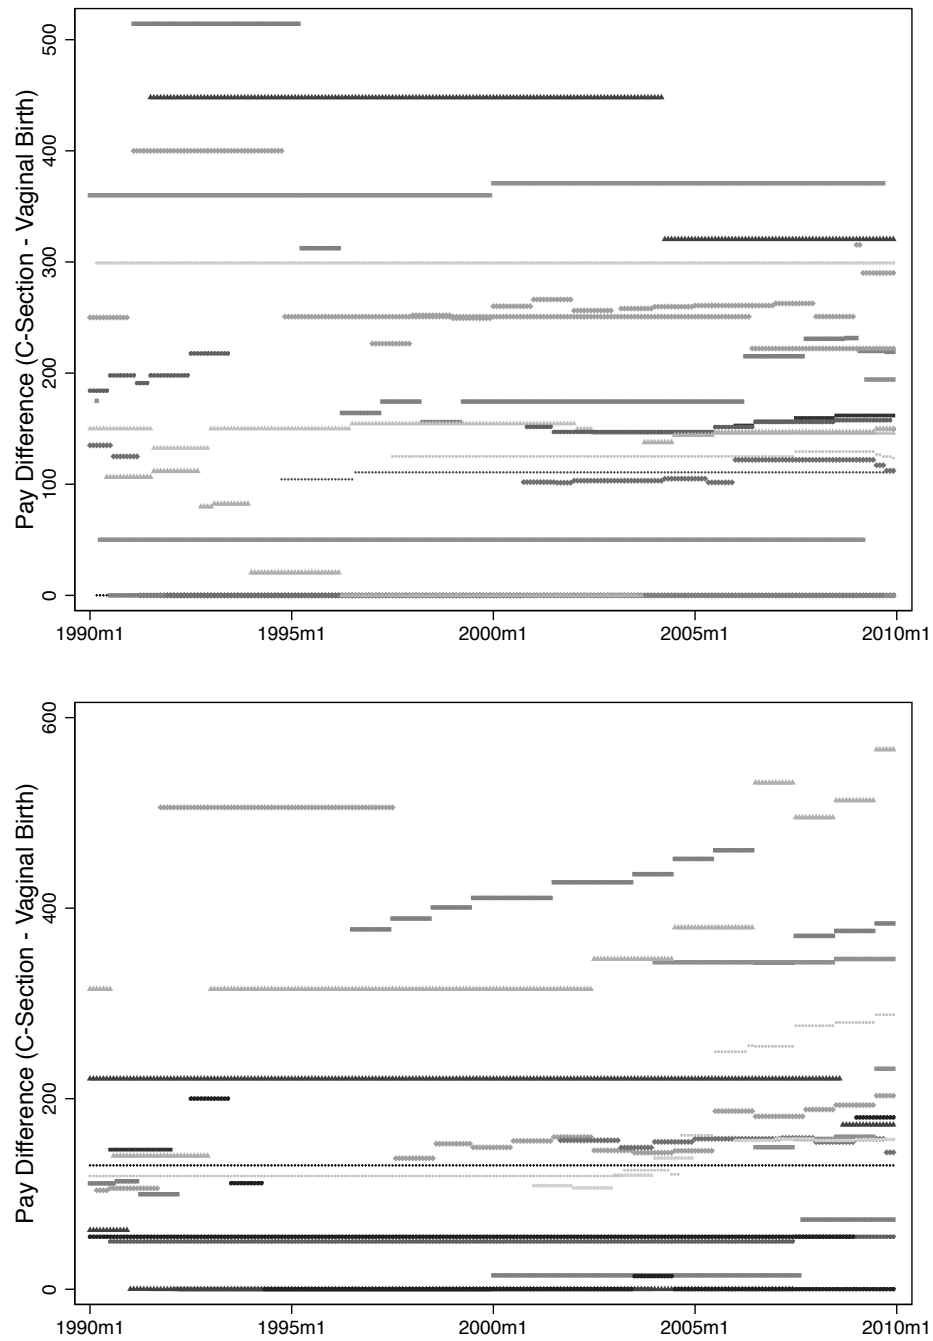 Pay Difference (C-Section - Vaginal Birth)
500
400
300
200
100
0
1990m1 1995m1 2000m1 2005m1 2010m1
Pay Difference (C-Section - Vaginal Birth)
600
400
200
0
1990m1 1995m1 2000m1 2005m1 2010m1